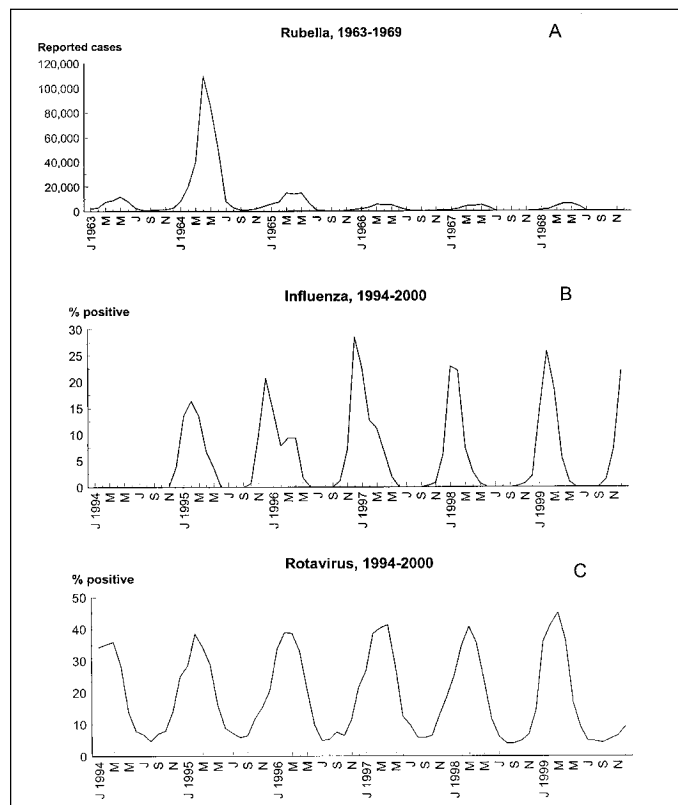 Rubella, 1963-1969
A
Reported cases
120,000
100,000
80,000
60,000
40,000
20,000
0
J 1963 M M J S N J 1964 M M J S N J 1965 M M J S N J 1966 M M J S N J 1967 M M J S N J 1968 M M J S N
Influenza, 1994-2000
B
% positive
30
25
20
15
10
5
0
J 1994 M M J S N J 1995 M M J S N J 1996 M M J S N J 1997 M M J S N J 1998 M M J S N J 1999 M M J S N
Rotavirus, 1994-2000
C
% positive
50
40
30
20
10
0
J 1994 M M J S N J 1995 M M J S N J 1996 M M J S N J 1997 M M J S N J 1998 M M J S N J 1999 M M J S N